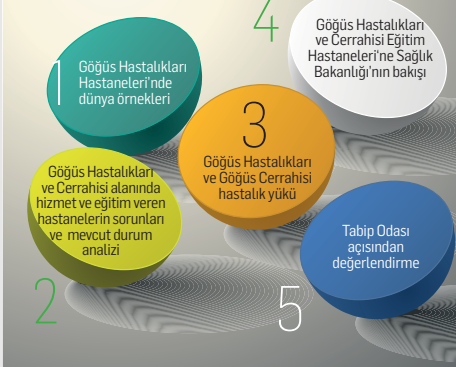 1
Göğüs Hastalıkları
Hastaneleri'nde
dünya örnekleri
2
Göğüs Hastalıkları
ve Cerrahisi alanında
hizmet ve eğitim veren
hastanelerin sorunları
ve mevcut durum
analizi
3
Göğüs Hastalıkları
ve Göğüs Cerrahisi
hastalık yükü
4
Göğüs Hastalıkları
ve Cerrahisi Eğitim
Hastaneleri'ne Sağlık
Bakanlığı'nın bakışı
5
Tabip Odası
açısından
değerlendirme